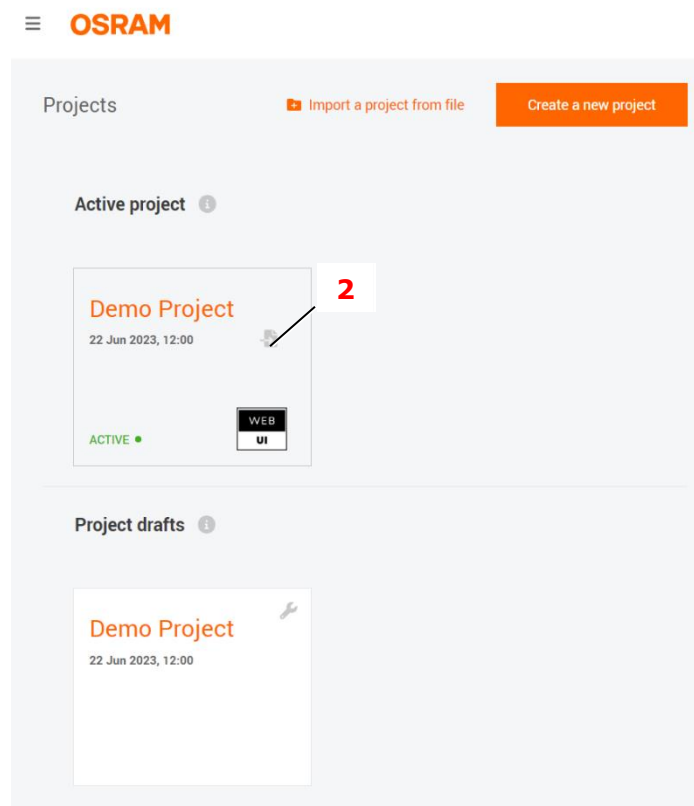 OSRAM
Projects
Import a project from file
Create a new project
Active project
2
Demo Project
22 Jun 2023, 12:00
ACTIVE
WEB
UI
Project drafts
Demo Project
22 Jun 2023, 12:00